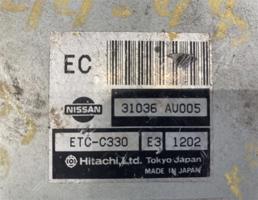 EC
NISSAN
31036 AU005
ETC-C330 E3 1202
Hitachi, Ltd. Tokyo Japan
MADE IN JAPAN